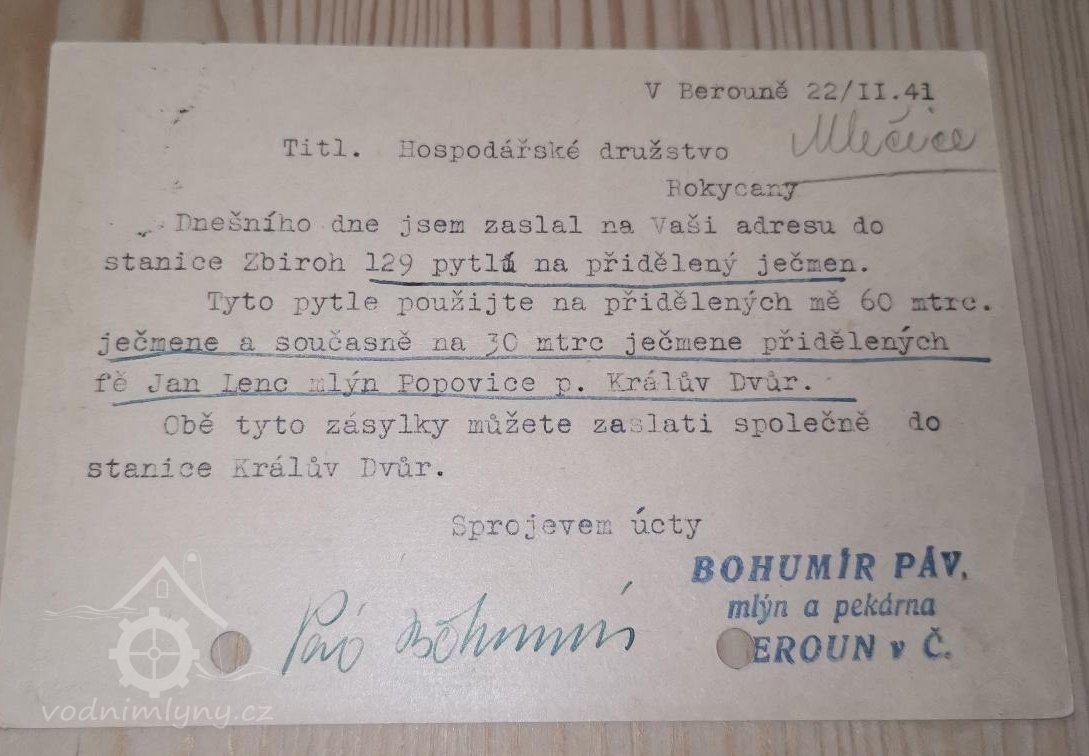 V Berouně 22/II.41
Mlečice
Titl. Hospodářské družstvo
Rokycany
Dnešního dne jsem zaslal na Vaši adresu do
stanice Zbiroh 129 pytlů na přidělený ječmen.
Tyto pytle použijte na přidělených mě 60 mtrc.
ječmene a současně na 30 mtrc ječmene přidělených
fě Jan Lenc mlýn Popovice p. Králův Dvůr.
Obě tyto zásylky můžete zaslati společně do
stanice Králův Dvůr.
Sprojevem úcty
BOHUMÍR PÁV,
mlýn a pekárna
BEROUN v Č.
Páv Bohumír
vodnimlyny.cz